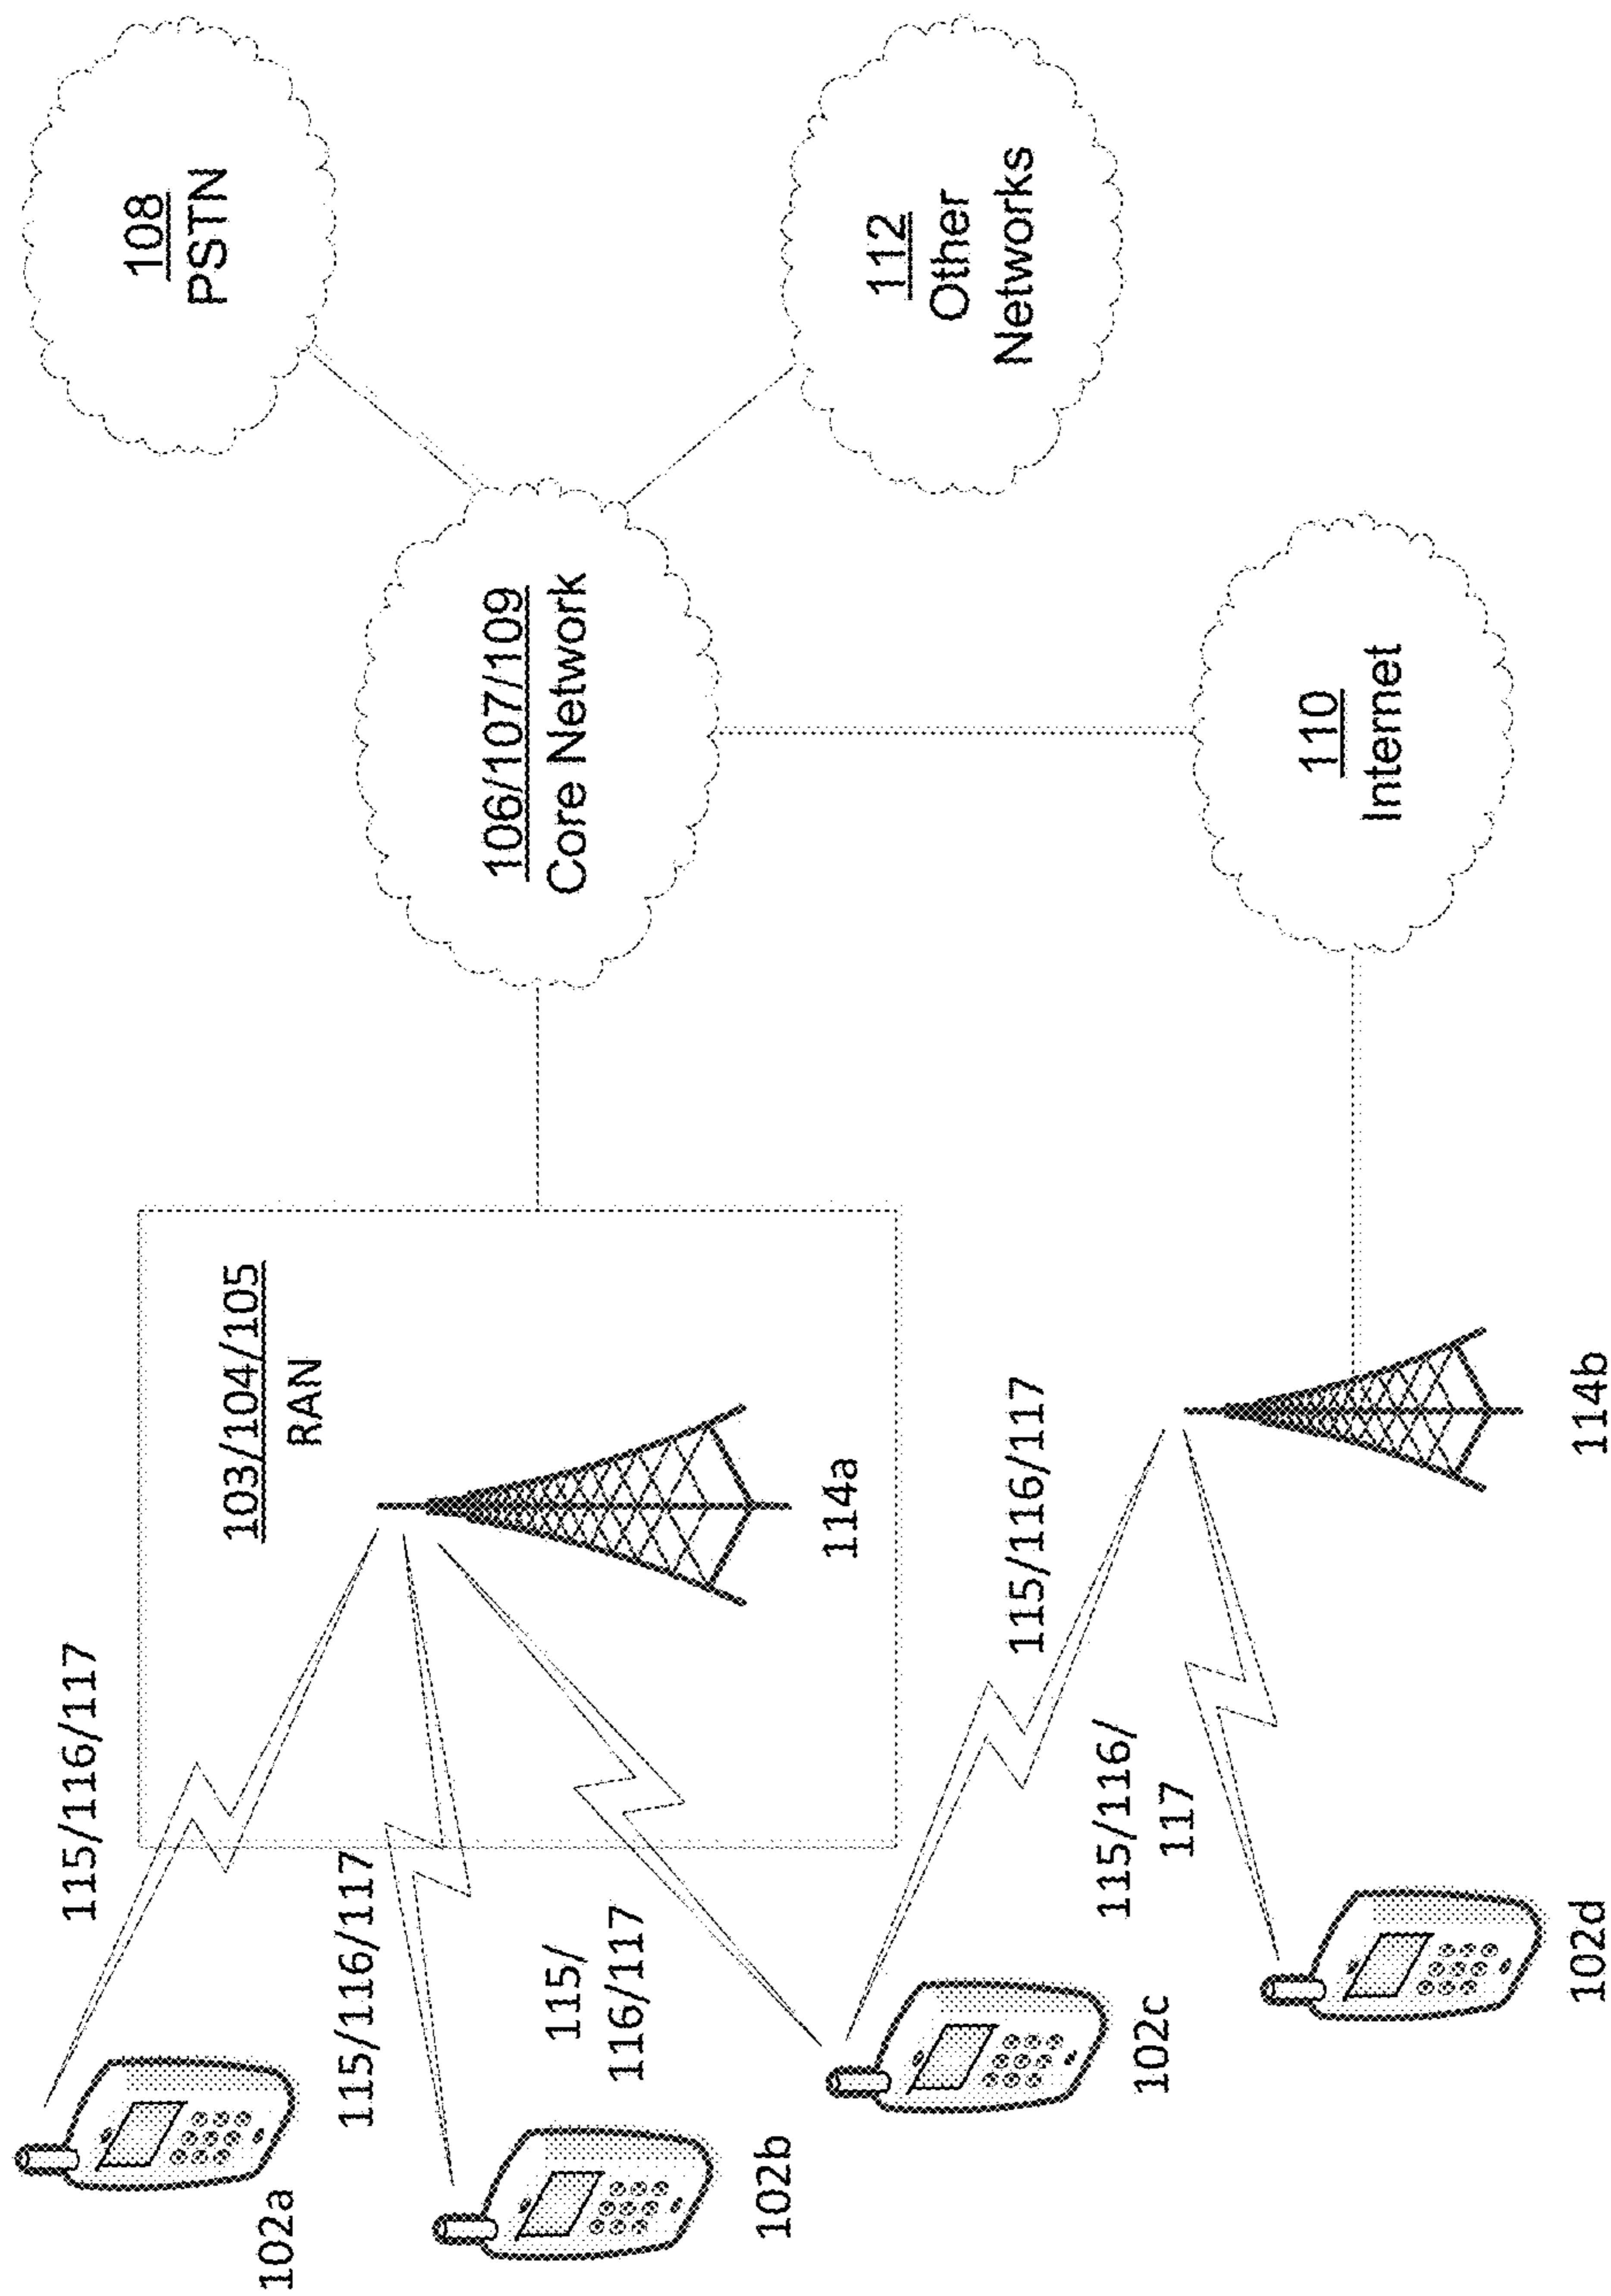 102a
115/116/117
115/116/117
102b
115/
116/117
103/104/105
RAN
114a
102c
115/116/117
115/116/
117
102d
114b
106/107/109
Core Network
108
PSTN
112
Other
Networks
110
Internet